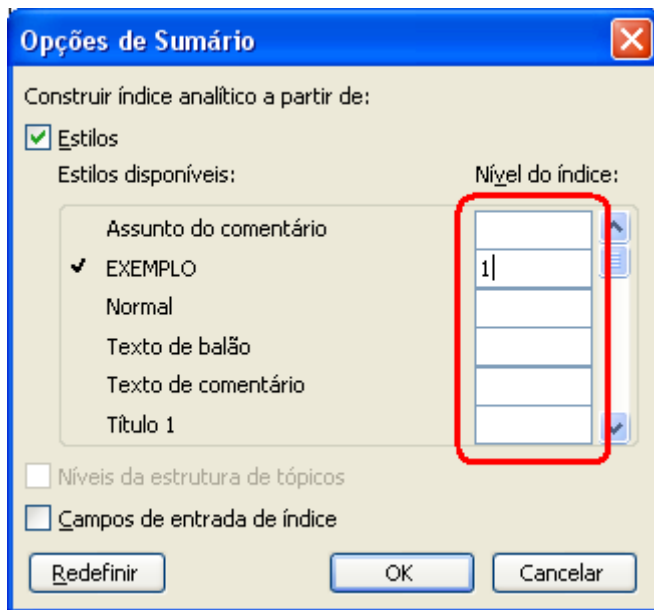 Opções de Sumário
Construir índice analítico a partir de:
Estilos
Estilos disponíveis: Nível do índice:
Assunto do comentário
EXEMPLO 1
Normal
Texto de balão
Texto de comentário
Título 1
Níveis da estrutura de tópicos
Campos de entrada de índice
Redefinir OK Cancelar